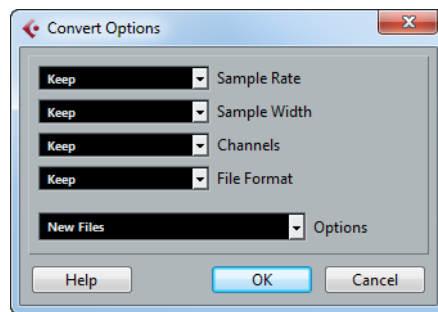 Convert Options
Keep Sample Rate
Keep Sample Width
Keep Channels
Keep File Format
New Files Options
Help OK Cancel